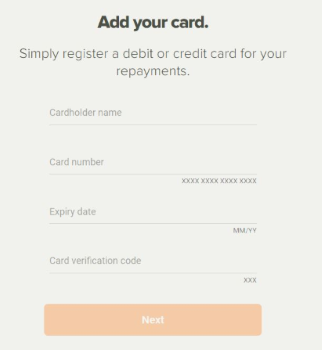 Add your card.
Simply register a debit or credit card for your
repayments.
Cardholder name
Card number
XXXX XXXX XXXX XXXX
Expiry date
MM/YY
Card verification code
XXX
Next